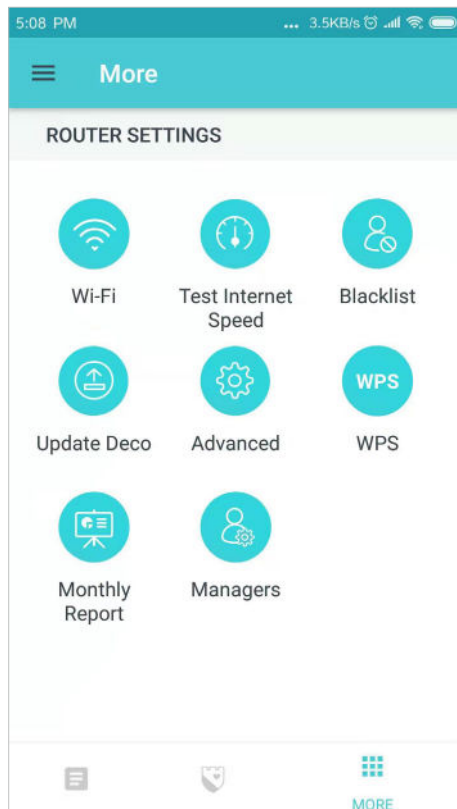 5:08 PM ... 3.5KB/s
More
ROUTER SETTINGS
Wi-Fi
Test Internet
Speed
Blacklist
Update Deco
Advanced
WPS
WPS
Monthly
Report
Managers
MORE